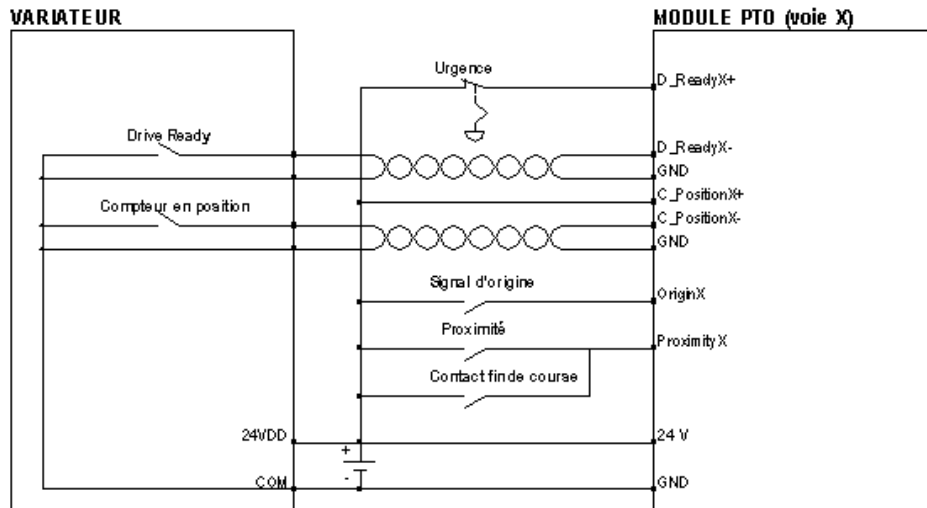 VARIATEUR
MODULE PTO (voie X)
Urgence
D_ReadyX+
Drive Ready
D_ReadyX-
GND
C_PositionX+
Compteur en position
C_PositionX-
GND
Signal d'origine
OriginX
Proximité
ProximityX
Contact fin de course
24VDD
+
24 V
-
COM
GND